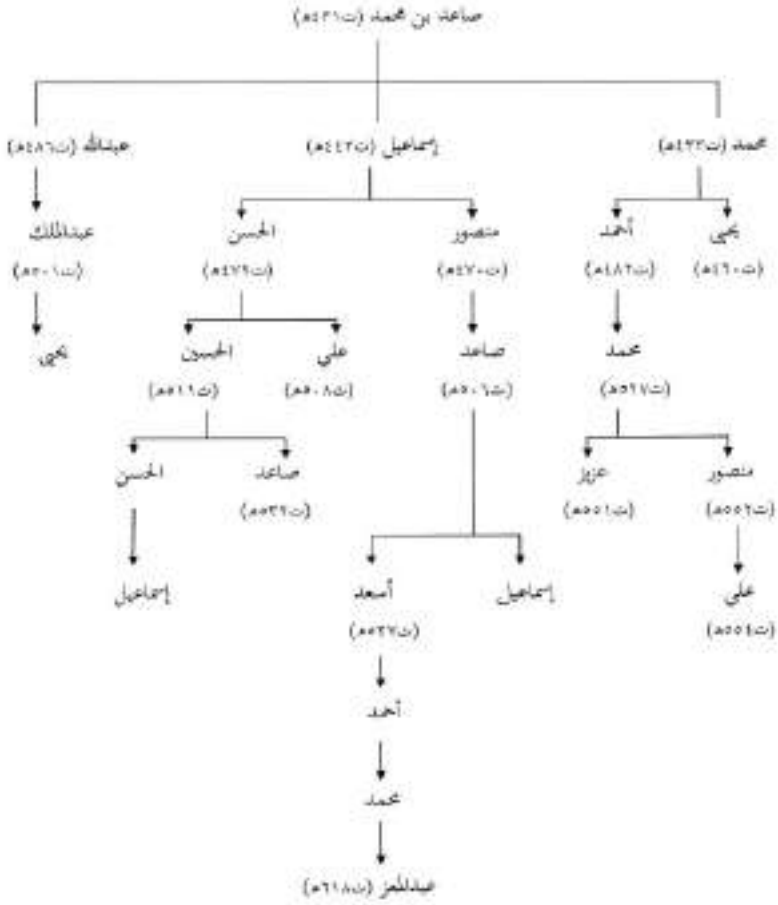 صاعد بن محمد (ت٤٣١هـ)
محمد (ت٤٣٣هـ) إسماعيل (ت٤٤٣هـ) عبدالله (ت٤٨٦هـ)
يحيى أحمد منصور الحسن عبدالملك
(ت٤٦٠هـ) (ت٤٨٢هـ) (ت٤٧٠هـ) (ت٤٧٩هـ) (ت٥٠١هـ)
محمد صاعد علي الحسين يحيى
(ت٥٢٧هـ) (ت٥٠٦هـ) (ت٥٠٨هـ)
منصور عزيز صاعد الحسن
(ت٥٥٢هـ) (ت٥٥١هـ) (ت٥٣٢هـ)
علي إسماعيل أسعد إسماعيل
(ت٥٥٤هـ) (ت٥٢٧هـ)
أحمد
محمد
عبدالمعز (ت٦١٨هـ)